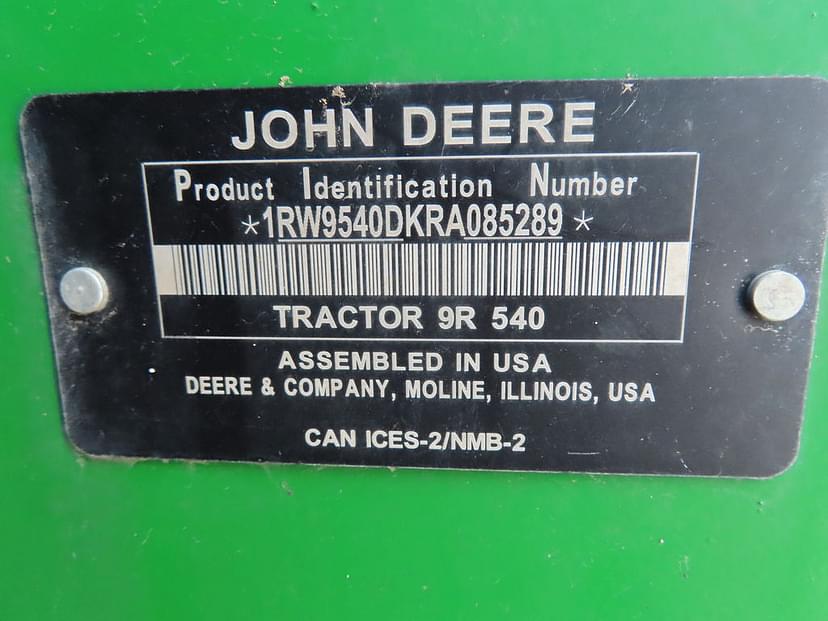 JOHN DEERE
Product Identification Number
*1RW9540DKRA085289*
TRACTOR 9R 540
ASSEMBLED IN USA
DEERE & COMPANY, MOLINE, ILLINOIS, USA
CAN ICES-2/NMB-2